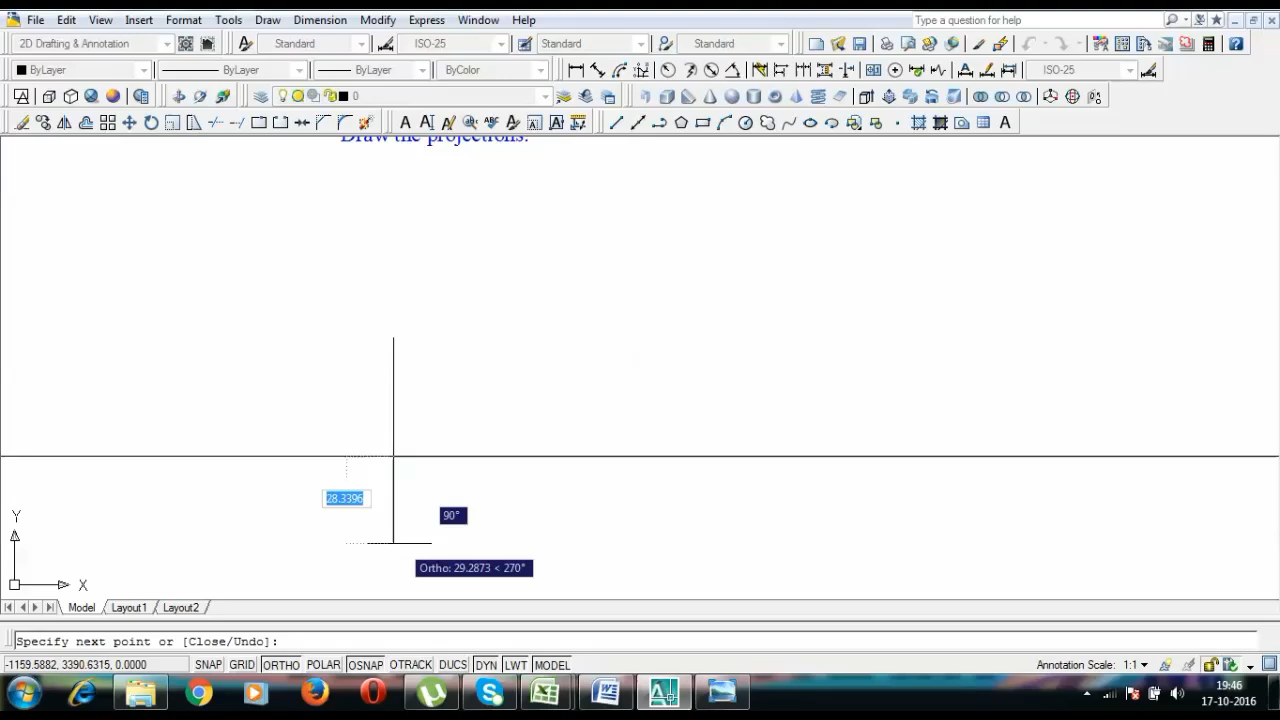 File Edit View Insert Format Tools Draw Dimension Modify Express Window Help Type a question for help
2D Drafting & Annotation Standard ISO-25 Standard Standard
ByLayer ByLayer ByLayer ByColor ISO-25
0
Draw the projections.
28.3396
90°
Ortho: 29.2873 < 270°
Y
X
Model Layout1 Layout2
Specify next point or [Close/Undo]:
-1159.5882, 3390.6315, 0.0000 SNAP GRID ORTHO POLAR OSNAP OTRACK DUCS DYN LWT MODEL Annotation Scale: 1:1
19:46
17-10-2016